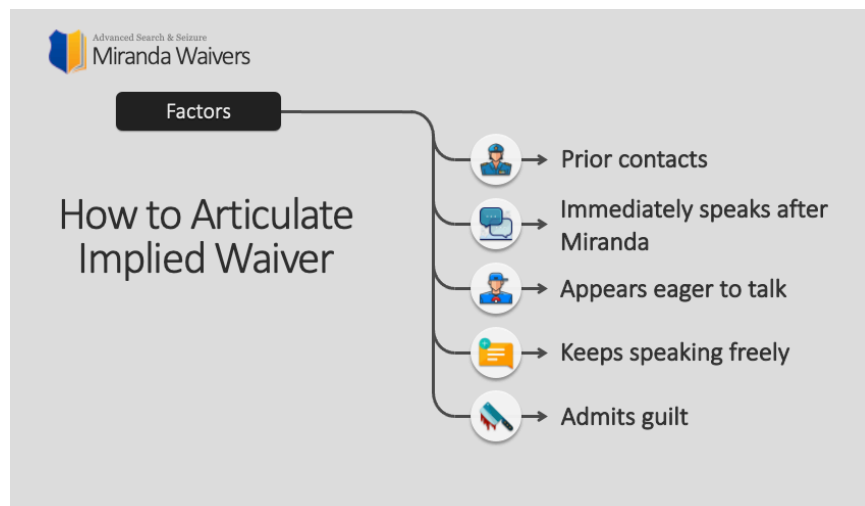 Advanced Search & Seizure
Miranda Waivers
Factors
How to Articulate
Implied Waiver
Prior contacts
Immediately speaks after
Miranda
Appears eager to talk
Keeps speaking freely
Admits guilt